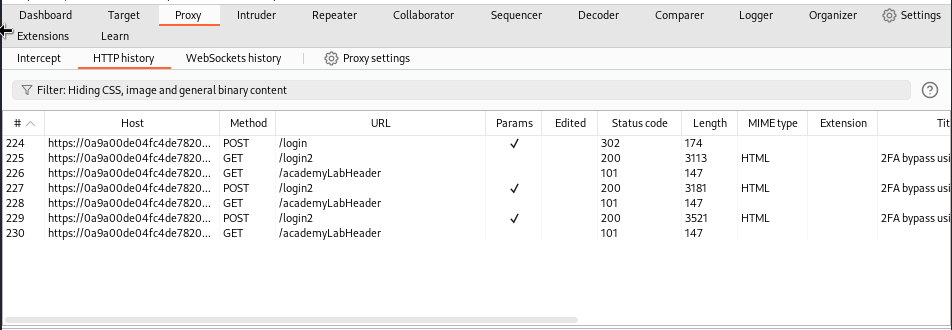 Dashboard Target Proxy Intruder Repeater Collaborator Sequencer Decoder Comparer Logger Organizer Settings
Extensions Learn
Intercept HTTP history WebSockets history Proxy settings
Filter: Hiding CSS, image and general binary content ?
# Host Method URL Params Edited Status code Length MIME type Extension Tit
224 https://0a9a00de04fc4de7820... POST /login ✓ 302 174
225 https://0a9a00de04fc4de7820... GET /login2 200 3113 HTML 2FA bypass usi
226 https://0a9a00de04fc4de7820... GET /academyLabHeader 101 147
227 https://0a9a00de04fc4de7820... POST /login2 ✓ 200 3181 HTML 2FA bypass usi
228 https://0a9a00de04fc4de7820... GET /academyLabHeader 101 147
229 https://0a9a00de04fc4de7820... POST /login2 ✓ 200 3521 HTML 2FA bypass usi
230 https://0a9a00de04fc4de7820... GET /academyLabHeader 101 147